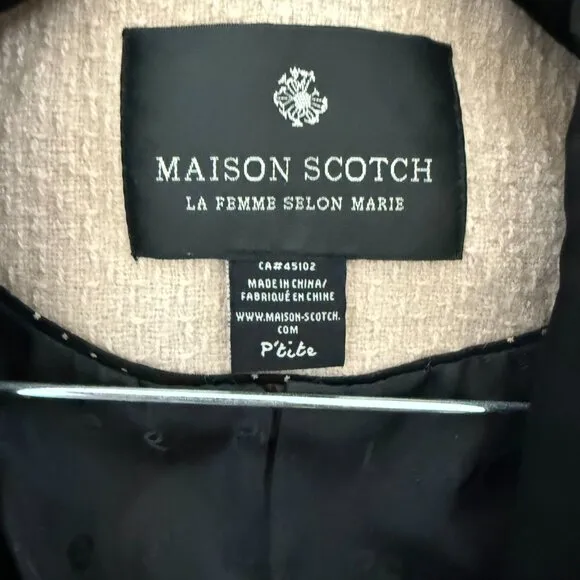 MAISON SCOTCH
LA FEMME SELON MARIE
CA#45102
MADE IN CHINA/
FABRIQUÉ EN CHINE
WWW.MAISON-SCOTCH.
COM
P'tite